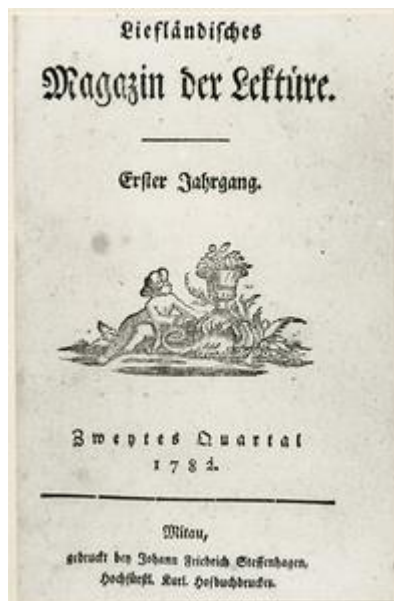 Liefländisches
Magazin der Lektüre.
Erster Jahrgang.
Zweytes Quartal
1782.
Mitau,
gedruckt bey Johann Friedrich Steffenhagen,
Hochfürstl. Kurl. Hofbuchdrucker.